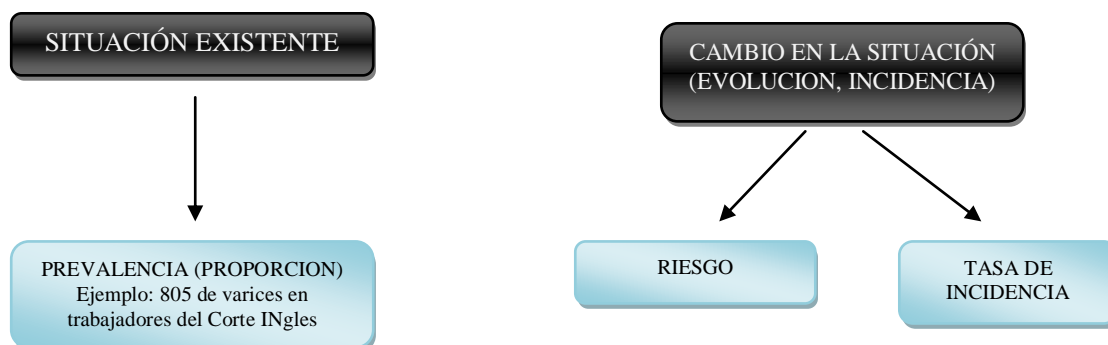 SITUACIÓN EXISTENTE
PREVALENCIA (PROPORCION)
Ejemplo: 805 de varices en
trabajadores del Corte INgles
CAMBIO EN LA SITUACIÓN
(EVOLUCION, INCIDENCIA)
RIESGO
TASA DE
INCIDENCIA